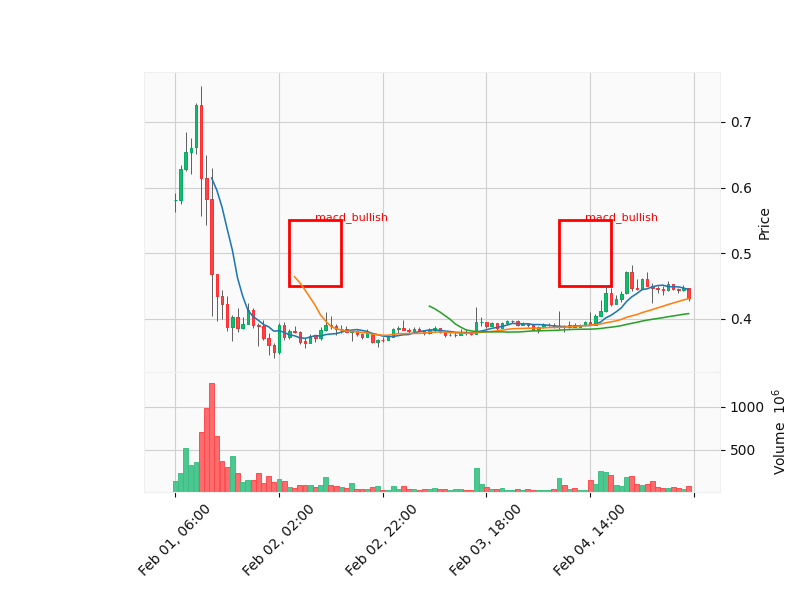 macd_bullish
macd_bullish
0.7
0.6
0.5
0.4
Price
1000
500
Volume 10^6
Feb 01, 06:00
Feb 02, 02:00
Feb 02, 22:00
Feb 03, 18:00
Feb 04, 14:00